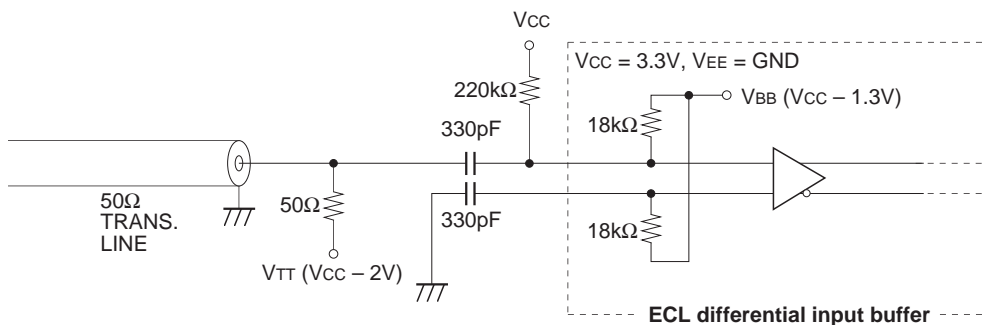 VCC
VCC = 3.3V, VEE = GND
220kΩ
VBB (VCC – 1.3V)
18kΩ
330pF
50Ω
TRANS.
LINE
50Ω
330pF
18kΩ
VTT (VCC – 2V)
ECL differential input buffer